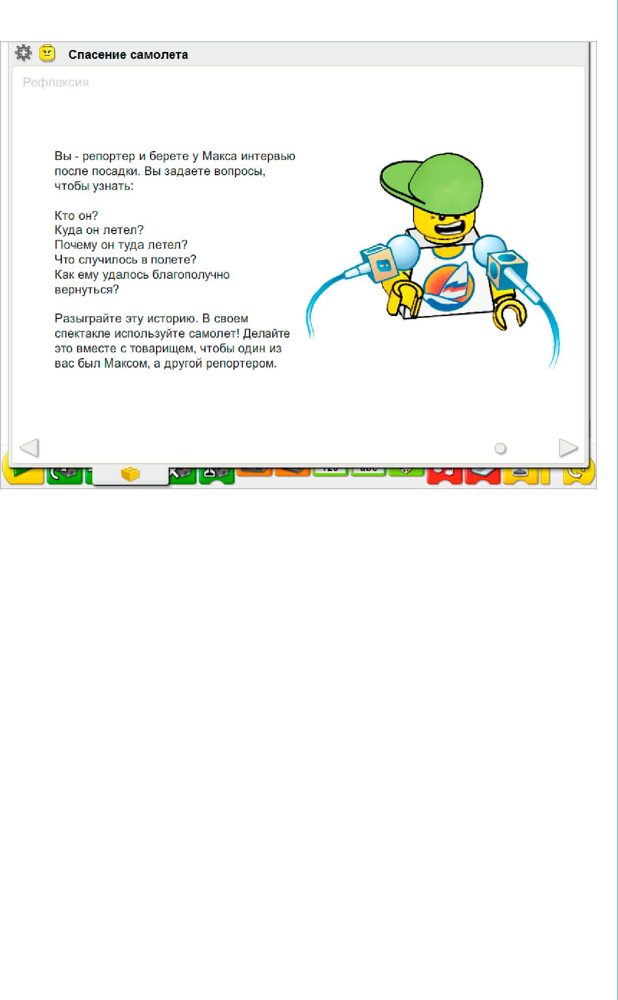 Спасение самолета
Рефлексия
Вы - репортер и берете у Макса интервью
после посадки. Вы задаете вопросы,
чтобы узнать:
Кто он?
Куда он летел?
Почему он туда летел?
Что случилось в полете?
Как ему удалось благополучно
вернуться?
Разыграйте эту историю. В своем
спектакле используйте самолет! Делайте
это вместе с товарищем, чтобы один из
вас был Максом, а другой репортером.
123
abc